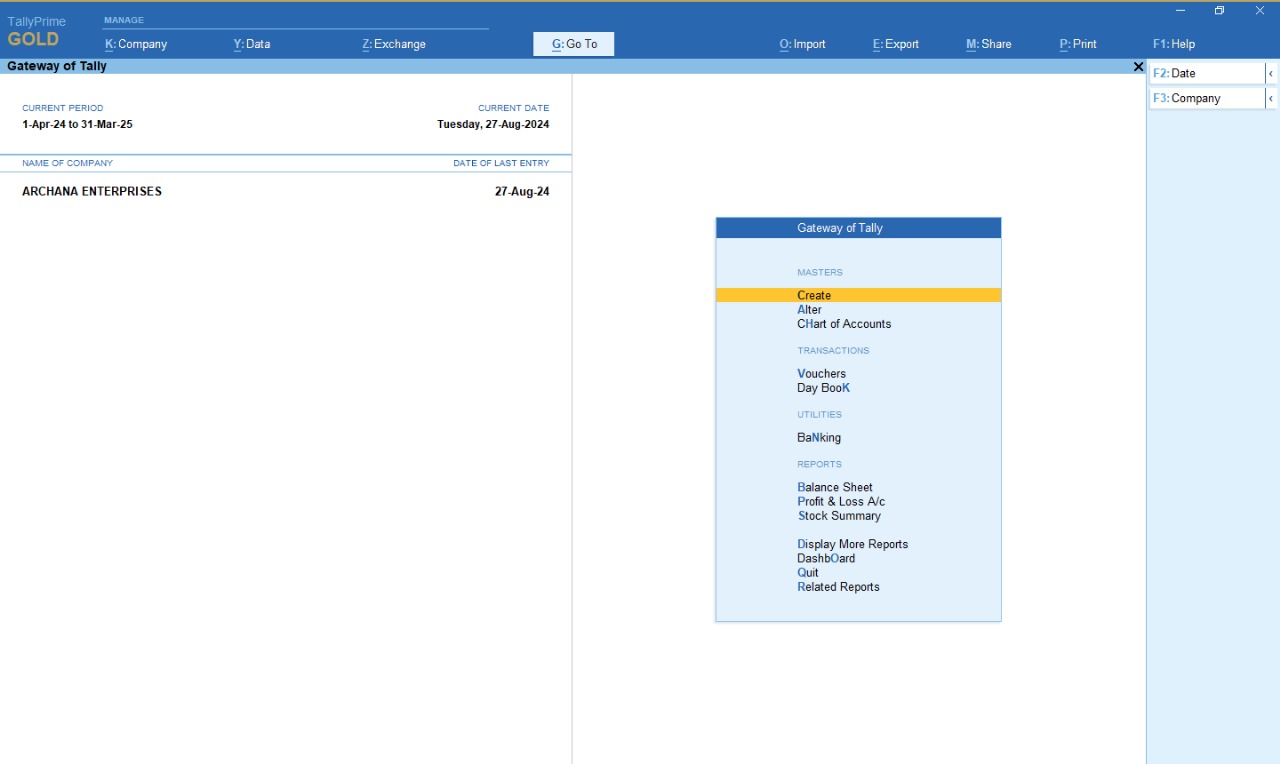 TallyPrime
GOLD
MANAGE
K: Company Y: Data Z: Exchange G: Go To O: Import E: Export M: Share P: Print F1: Help
Gateway of Tally
F2: Date
F3: Company
CURRENT PERIOD CURRENT DATE
1-Apr-24 to 31-Mar-25 Tuesday, 27-Aug-2024
NAME OF COMPANY DATE OF LAST ENTRY
ARCHANA ENTERPRISES 27-Aug-24
Gateway of Tally
MASTERS
Create
Alter
CHart of Accounts
TRANSACTIONS
Vouchers
Day BooK
UTILITIES
BaNking
REPORTS
Balance Sheet
Profit & Loss A/c
Stock Summary
Display More Reports
DashbOard
Quit
Related Reports